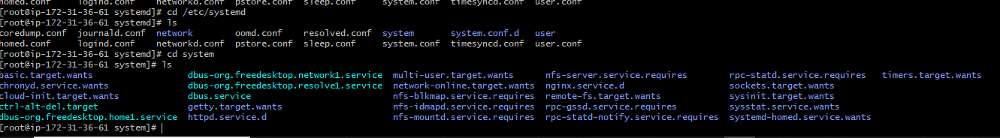 homed.conf     logind.conf    networkd.conf  pstore.conf  sleep.conf     system.conf  timesyncd.conf  user.conf
[root@ip-172-31-36-61 systemd]# cd /etc/systemd
[root@ip-172-31-36-61 systemd]# ls
coredump.conf  journald.conf  network        oomd.conf    resolved.conf  system       system.conf.d   user
homed.conf     logind.conf    networkd.conf  pstore.conf  sleep.conf     system.conf  timesyncd.conf  user.conf
[root@ip-172-31-36-61 systemd]# cd system
[root@ip-172-31-36-61 system]# ls
basic.target.wants                  dbus-org.freedesktop.network1.service  multi-user.target.wants      nfs-server.service.requires        rpc-statd.service.requires   timers.target.wants
chronyd.service.wants               dbus-org.freedesktop.resolve1.service  network-online.target.wants  nginx.service.d                    sockets.target.wants
cloud-init.target.wants             dbus.service                           nfs-blkmap.service.requires  remote-fs.target.wants             sysinit.target.wants
ctrl-alt-del.target                 getty.target.wants                     nfs-idmapd.service.requires  rpc-gssd.service.requires          sysstat.service.wants
dbus-org.freedesktop.home1.service  httpd.service.d                        nfs-mountd.service.requires  rpc-statd-notify.service.requires  systemd-homed.service.wants
[root@ip-172-31-36-61 system]#